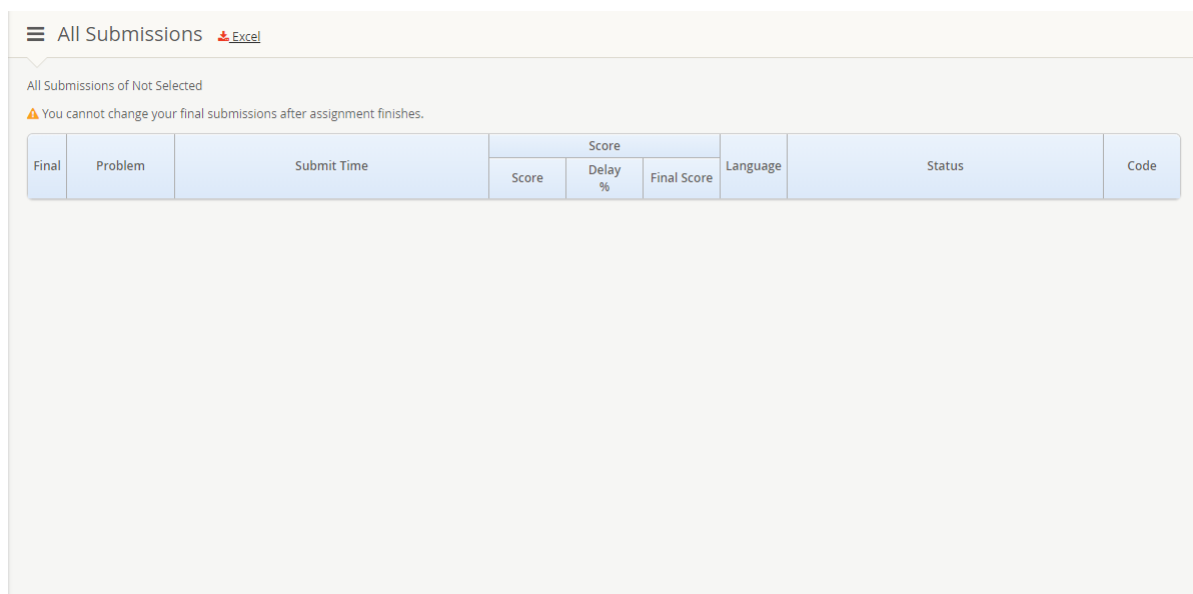 All Submissions Excel
All Submissions of Not Selected
You cannot change your final submissions after assignment finishes.
Final Problem Submit Time Score Language Status Code
Score Delay % Final Score